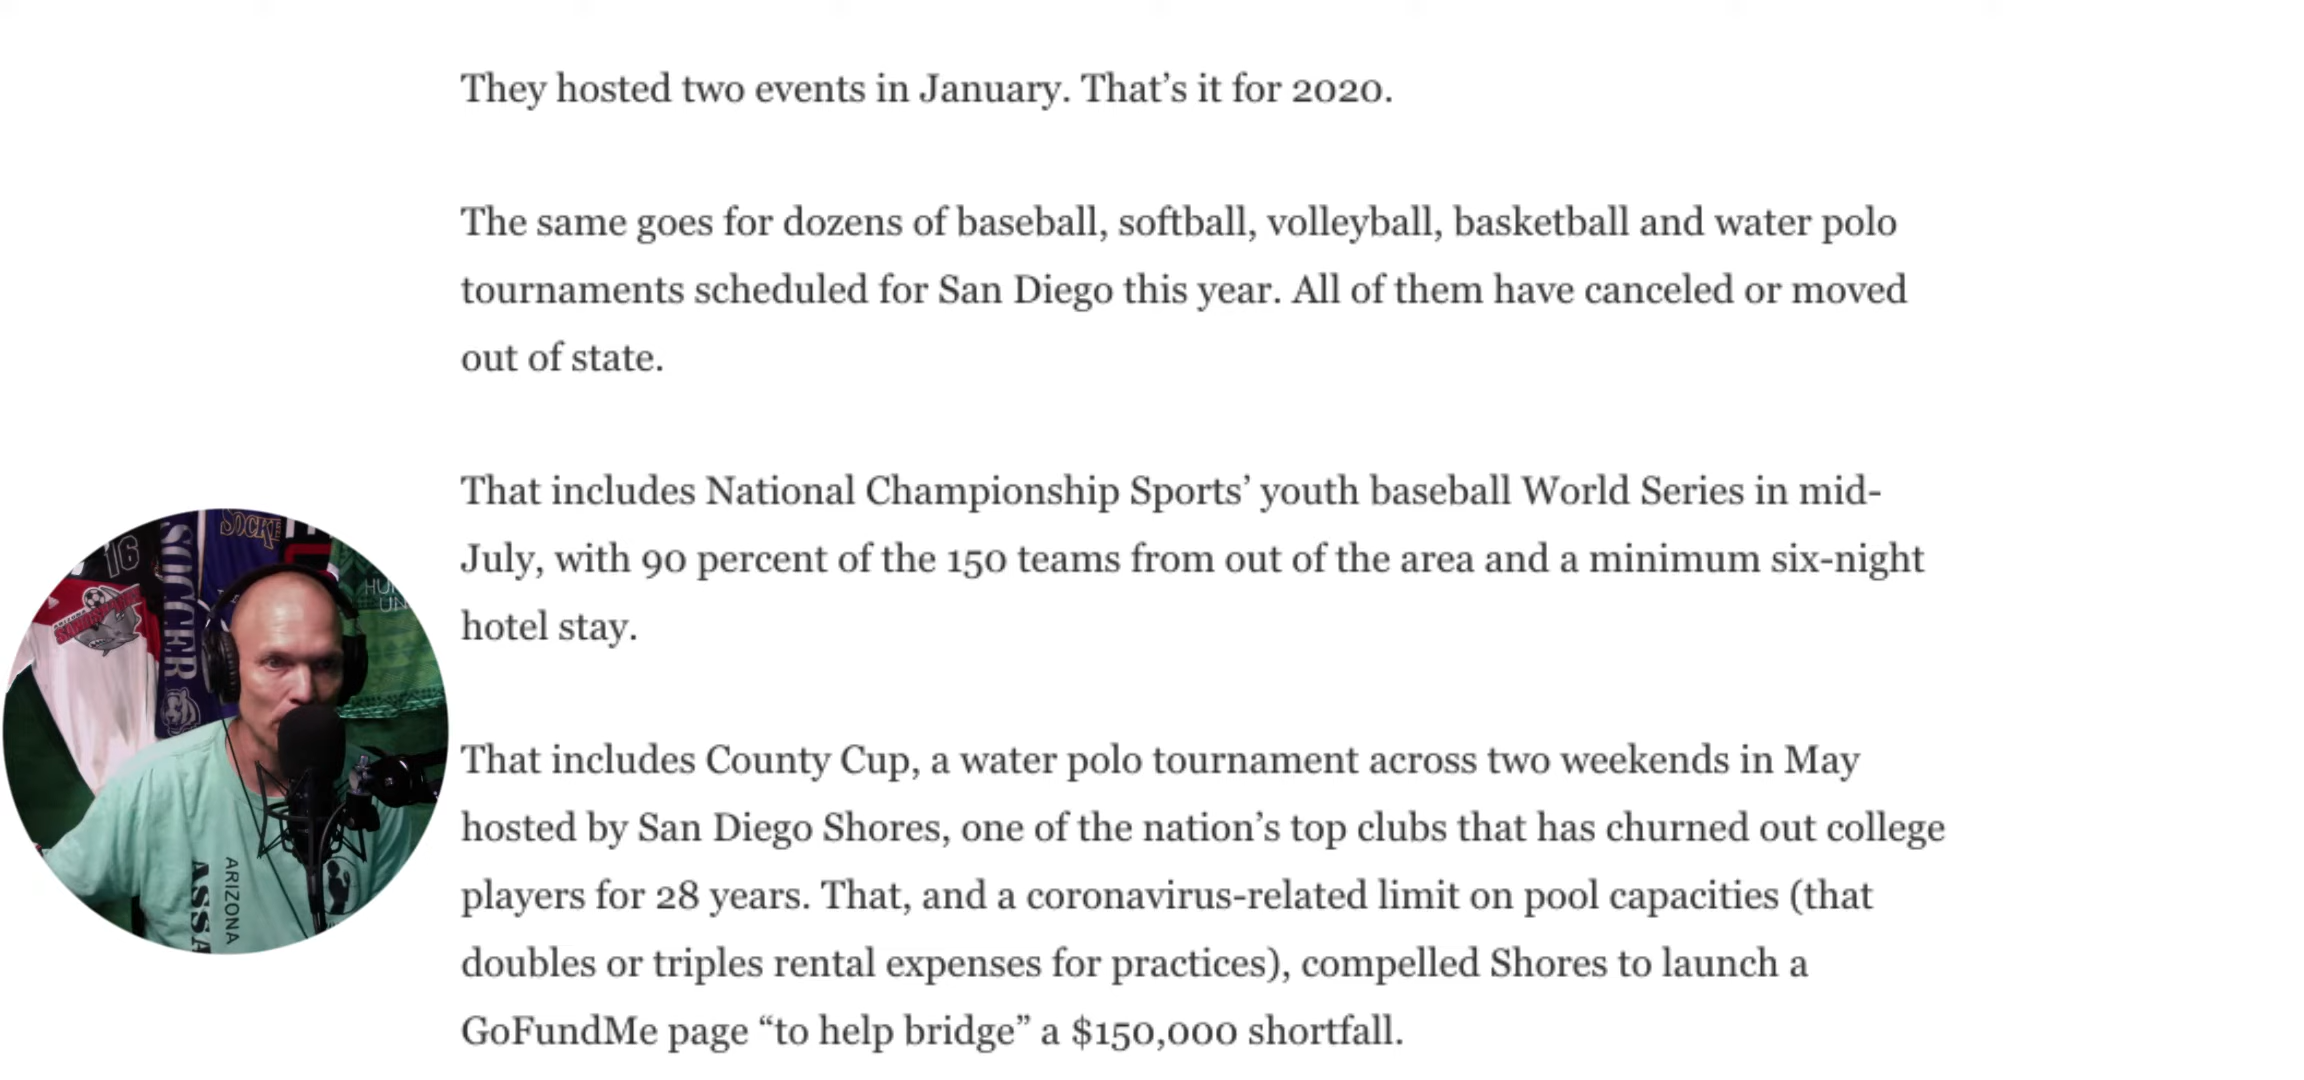 They hosted two events in January. That’s it for 2020.
The same goes for dozens of baseball, softball, volleyball, basketball and water polo
tournaments scheduled for San Diego this year. All of them have canceled or moved
out of state.
That includes National Championship Sports’ youth baseball World Series in mid-
July, with 90 percent of the 150 teams from out of the area and a minimum six-night
hotel stay.
That includes County Cup, a water polo tournament across two weekends in May
hosted by San Diego Shores, one of the nation’s top clubs that has churned out college
players for 28 years. That, and a coronavirus-related limit on pool capacities (that
doubles or triples rental expenses for practices), compelled Shores to launch a
GoFundMe page “to help bridge” a $150,000 shortfall.
16
SOCCER
ARIZONA